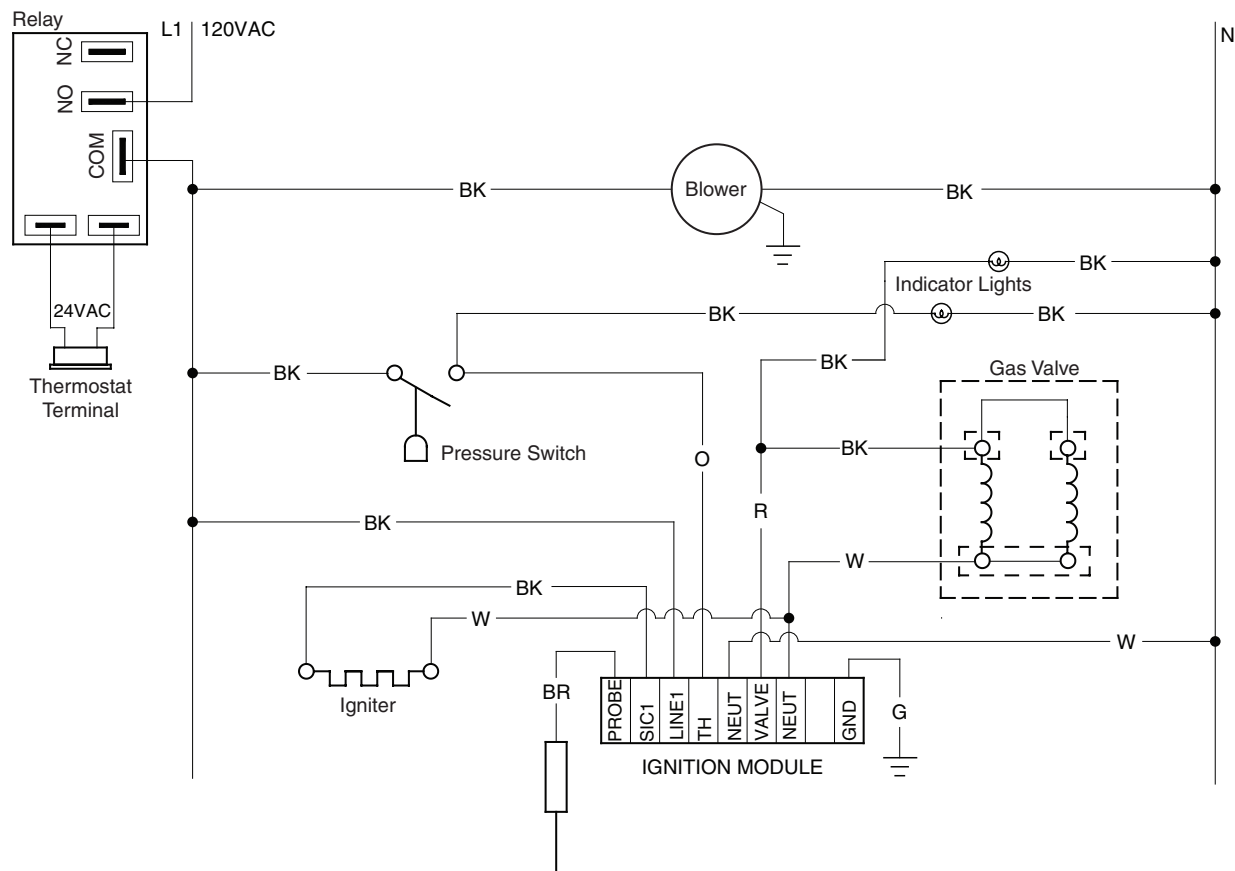 Relay
L1 120VAC
N
NC
NO
COM
BK
Blower
BK
BK
Indicator Lights
24VAC
BK
BK
Thermostat
Terminal
BK
BK
Gas Valve
Pressure Switch
O
BK
R
BK
W
BK
W
W
Igniter
BR
PROBE
SIC1
LINE1
TH
NEUT
VALVE
NEUT
GND
G
IGNITION MODULE